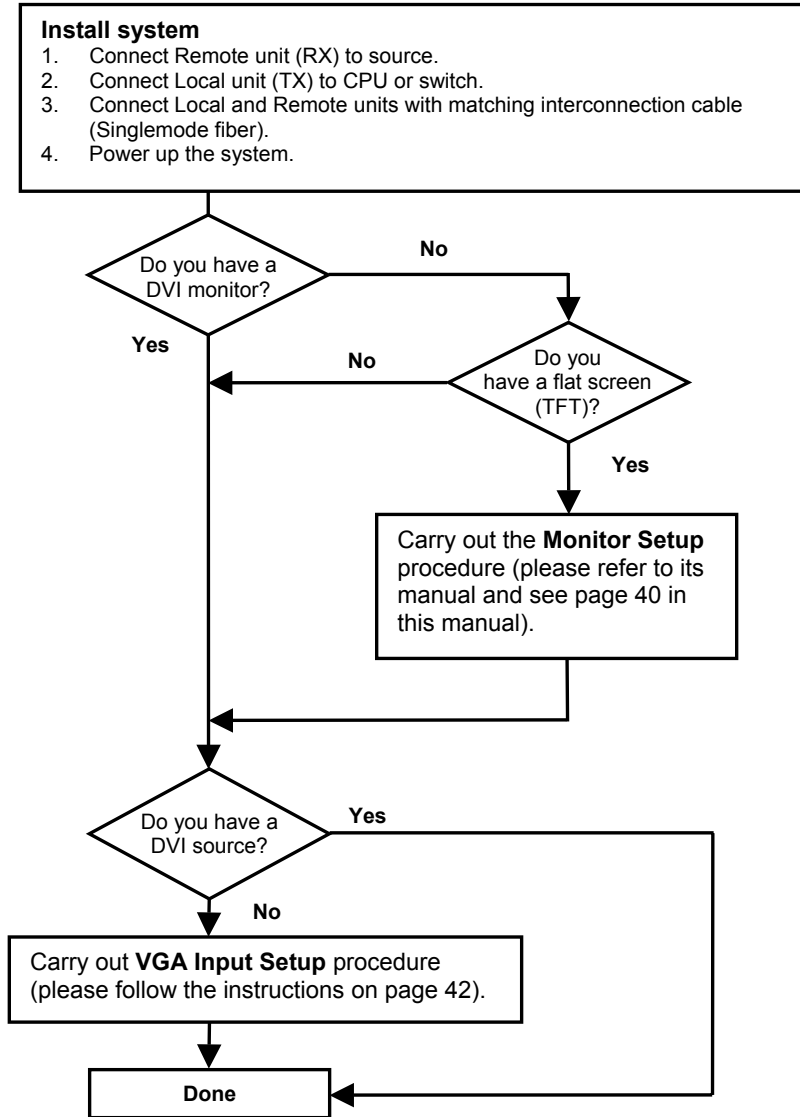 Install system
1. Connect Remote unit (RX) to source.
2. Connect Local unit (TX) to CPU or switch.
3. Connect Local and Remote units with matching interconnection cable
(Singlemode fiber).
4. Power up the system.
Do you have a
DVI monitor?
No
Yes
Do you
have a flat screen
(TFT)?
No
Yes
Carry out the Monitor Setup
procedure (please refer to its
manual and see page 40 in
this manual).
Do you have a
DVI source?
Yes
No
Carry out VGA Input Setup procedure
(please follow the instructions on page 42).
Done